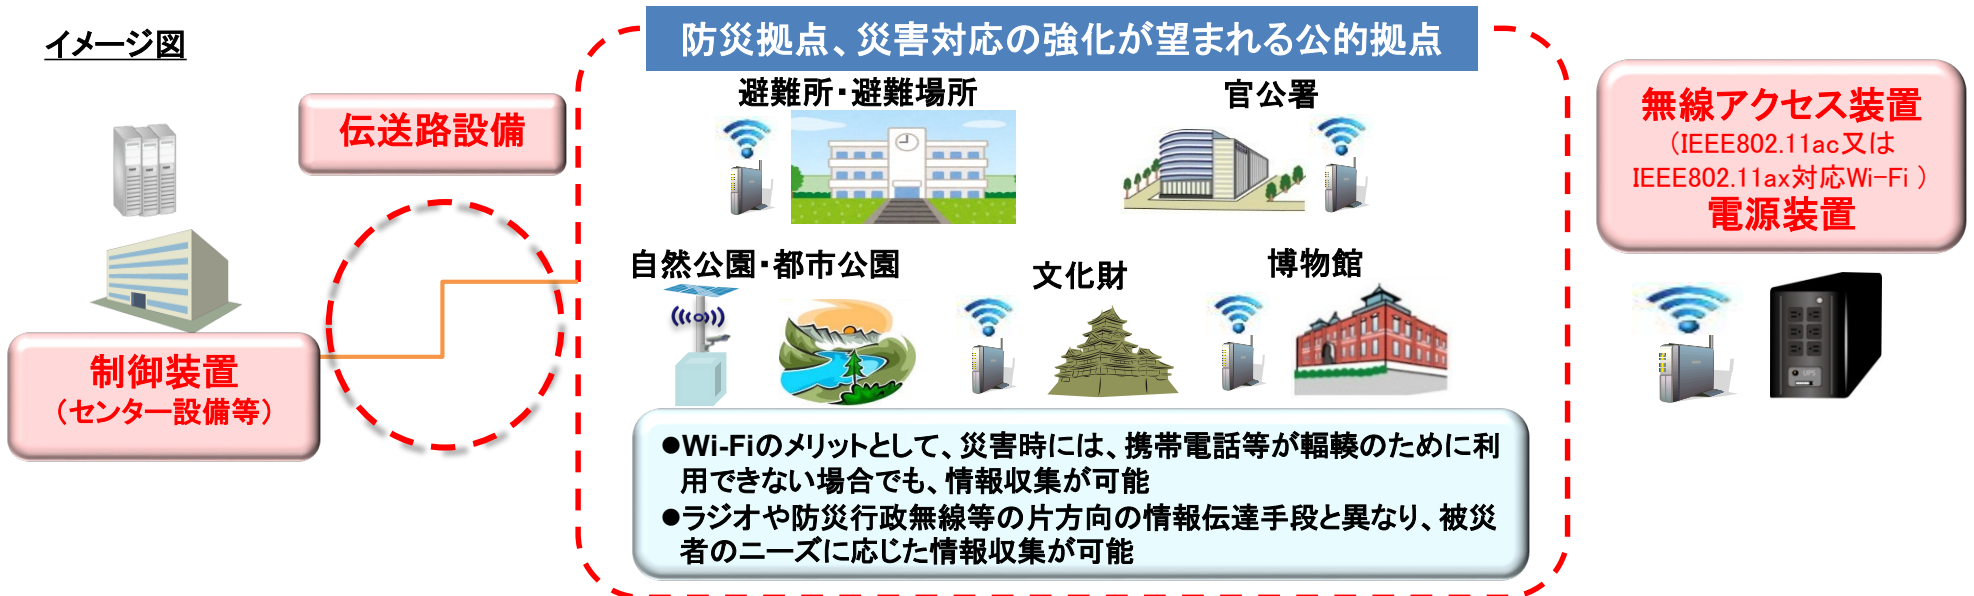 イメージ図
防災拠点、災害対応の強化が望まれる公的拠点
伝送路設備
制御装置
（センター設備等）
避難所・避難場所
官公署
自然公園・都市公園
文化財
博物館
●Wi-Fiのメリットとして、災害時には、携帯電話等が輻輳のために利
用できない場合でも、情報収集が可能
●ラジオや防災行政無線等の片方向の情報伝達手段と異なり、被災
者のニーズに応じた情報収集が可能
無線アクセス装置
（IEEE802.11ac又は
IEEE802.11ax対応Wi-Fi ）
電源装置
UPS